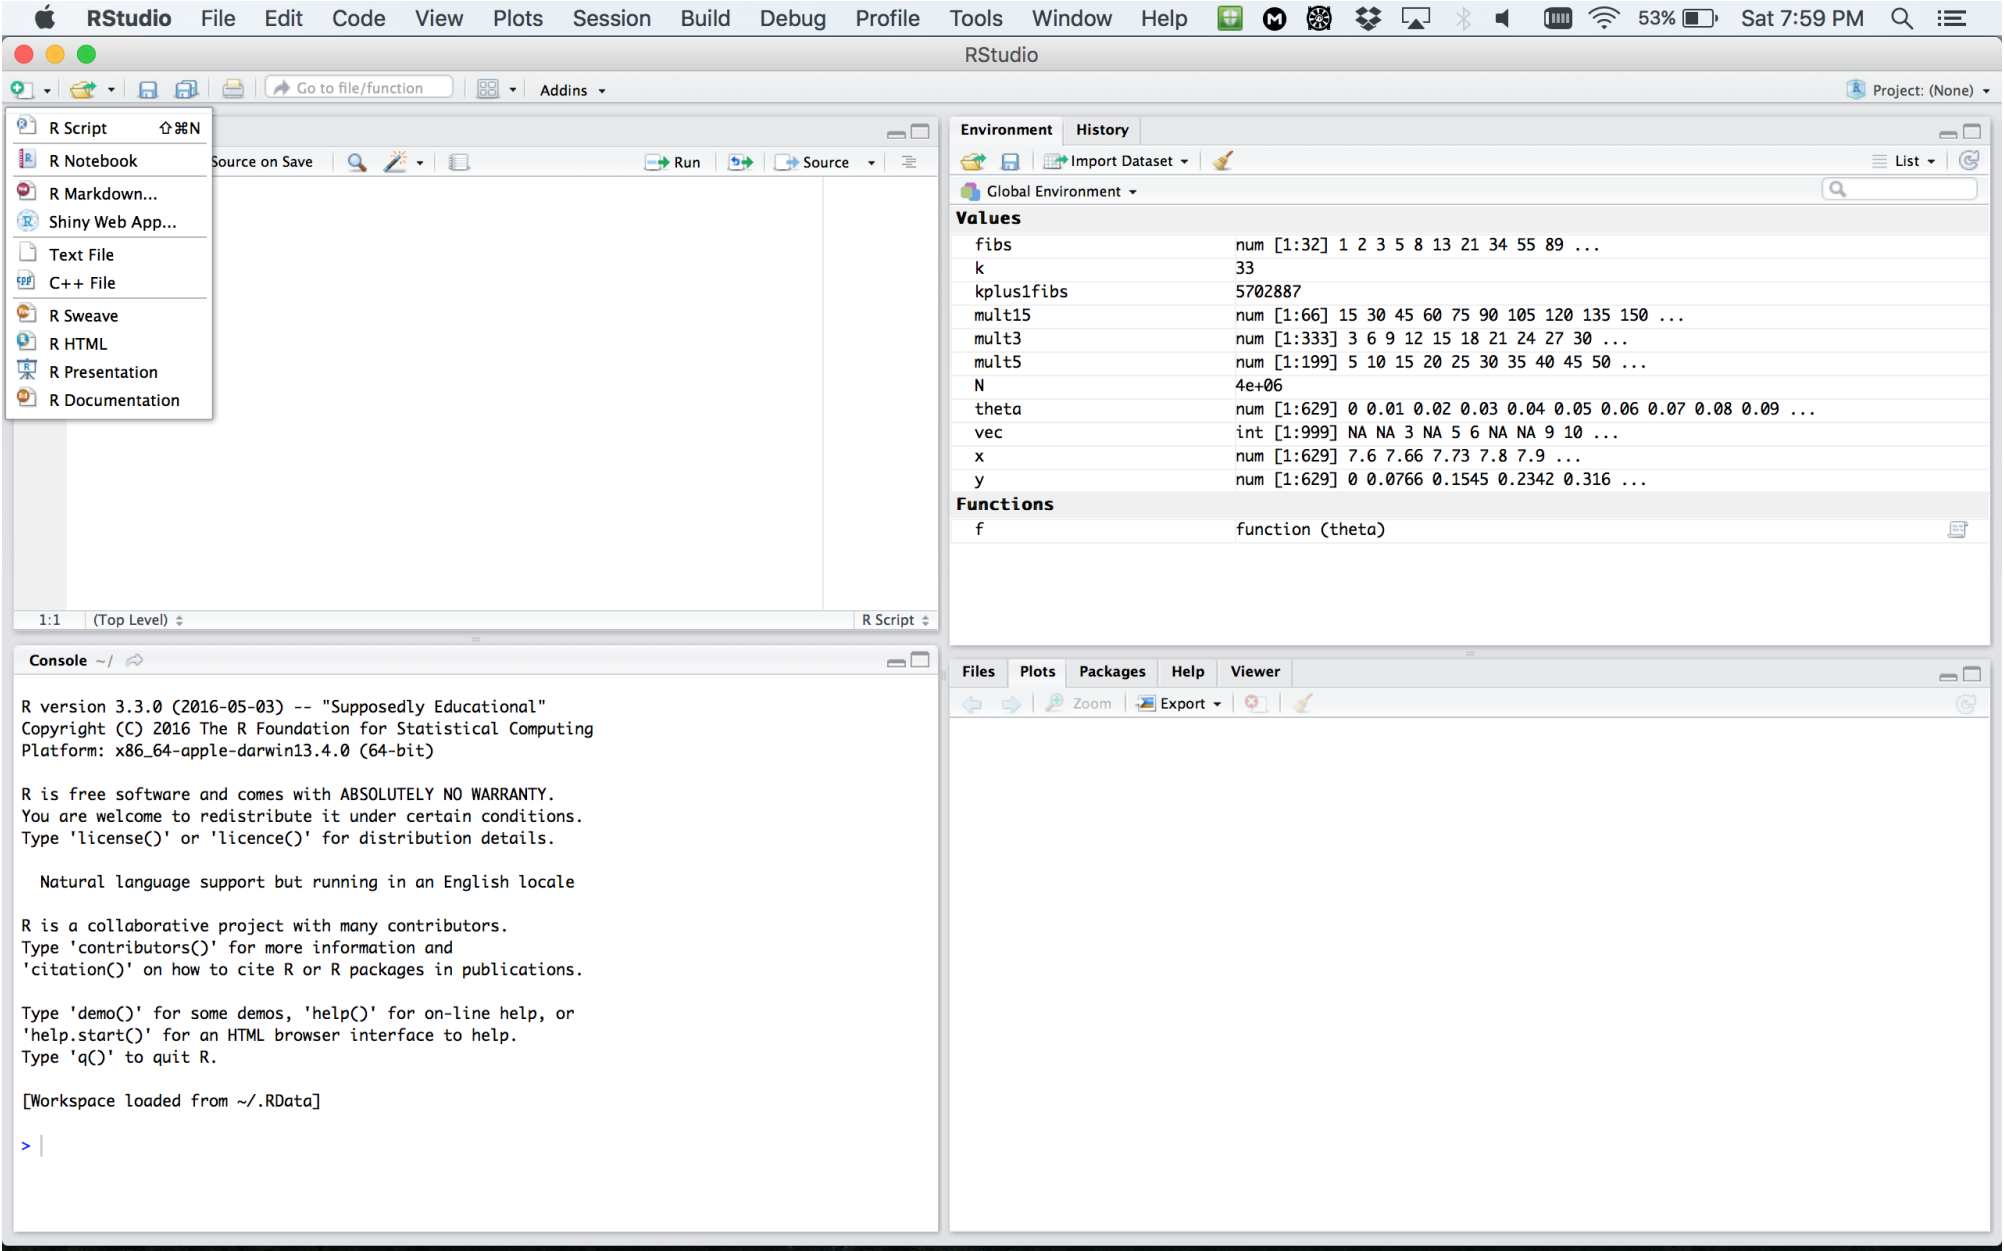 RStudio File Edit Code View Plots Session Build Debug Profile Tools Window Help 53% Sat 7:59 PM
RStudio
Go to file/function Addins Project: (None)
R Script ⇧⌘N
R Notebook
R Markdown...
Shiny Web App...
Text File
C++ File
R Sweave
R HTML
R Presentation
R Documentation
Source on Save Run Source
1:1 (Top Level) R Script
Environment History
Import Dataset List
Global Environment
Values
fibs num [1:32] 1 2 3 5 8 13 21 34 55 89 ...
k 33
kplus1fibs 5702887
mult15 num [1:66] 15 30 45 60 75 90 105 120 135 150 ...
mult3 num [1:333] 3 6 9 12 15 18 21 24 27 30 ...
mult5 num [1:199] 5 10 15 20 25 30 35 40 45 50 ...
N 4e+06
theta num [1:629] 0 0.01 0.02 0.03 0.04 0.05 0.06 0.07 0.08 0.09 ...
vec int [1:999] NA NA 3 NA 5 6 NA NA 9 10 ...
x num [1:629] 7.6 7.66 7.73 7.8 7.9 ...
y num [1:629] 0 0.0766 0.1545 0.2342 0.316 ...
Functions
f function (theta)
Console ~/
R version 3.3.0 (2016-05-03) -- "Supposedly Educational"
Copyright (C) 2016 The R Foundation for Statistical Computing
Platform: x86_64-apple-darwin13.4.0 (64-bit)
R is free software and comes with ABSOLUTELY NO WARRANTY.
You are welcome to redistribute it under certain conditions.
Type 'license()' or 'licence()' for distribution details.
Natural language support but running in an English locale
R is a collaborative project with many contributors.
Type 'contributors()' for more information and
'citation()' on how to cite R or R packages in publications.
Type 'demo()' for some demos, 'help()' for on-line help, or
'help.start()' for an HTML browser interface to help.
Type 'q()' to quit R.
[Workspace loaded from ~/.RData]
>
Files Plots Packages Help Viewer
Zoom Export